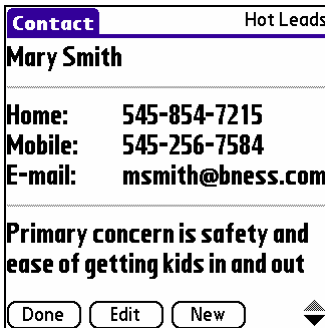 Contact Hot Leads
Mary Smith
Home: 545-854-7215
Mobile: 545-256-7584
E-mail: msmith@bness.com
Primary concern is safety and
ease of getting kids in and out
Done Edit New